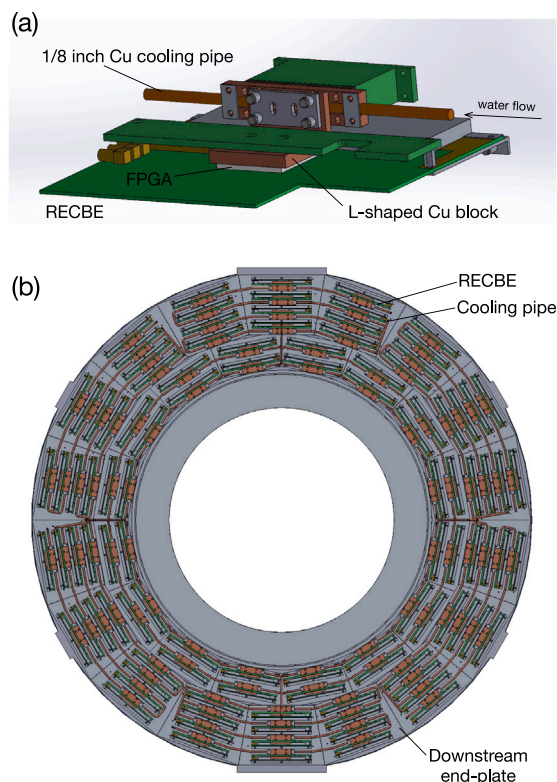 (a)
1/8 inch Cu cooling pipe
water flow
FPGA
RECBE
L-shaped Cu block
(b)
RECBE
Cooling pipe
Downstream
end-plate